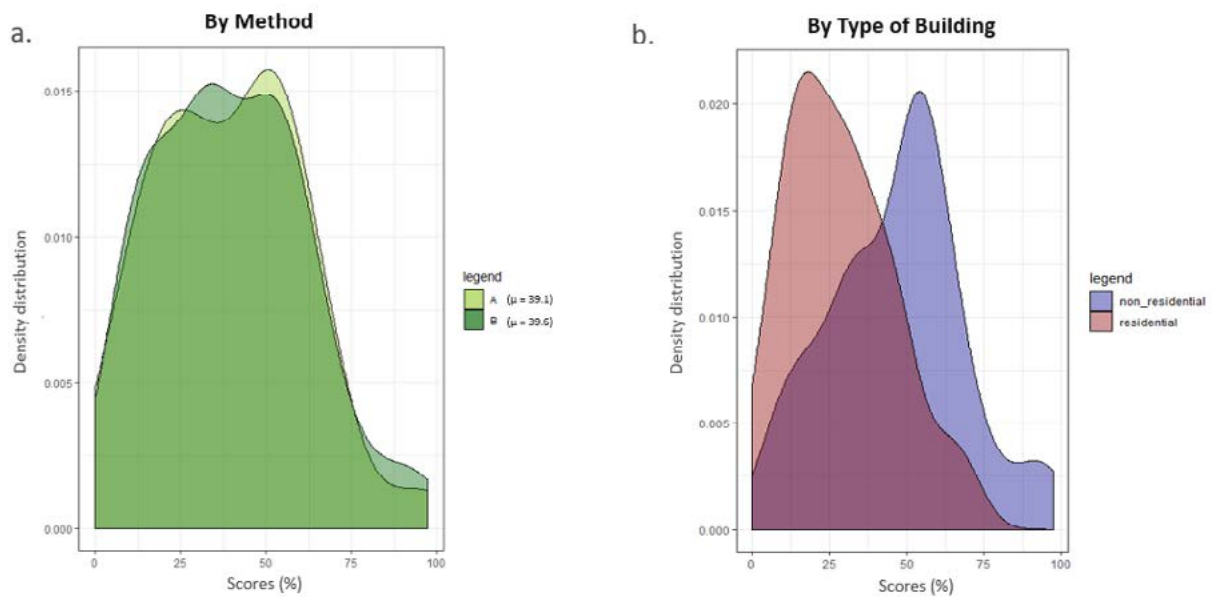 a.
By Method
Density distribution
0.015
0.010
0.005
0.000
0
25
50
75
100
Scores (%)
legend
A (μ = 39.1)
B (μ = 39.6)
b.
By Type of Building
Density distribution
0.020
0.015
0.010
0.005
0.000
0
25
50
75
100
Scores (%)
legend
non_residential
residential